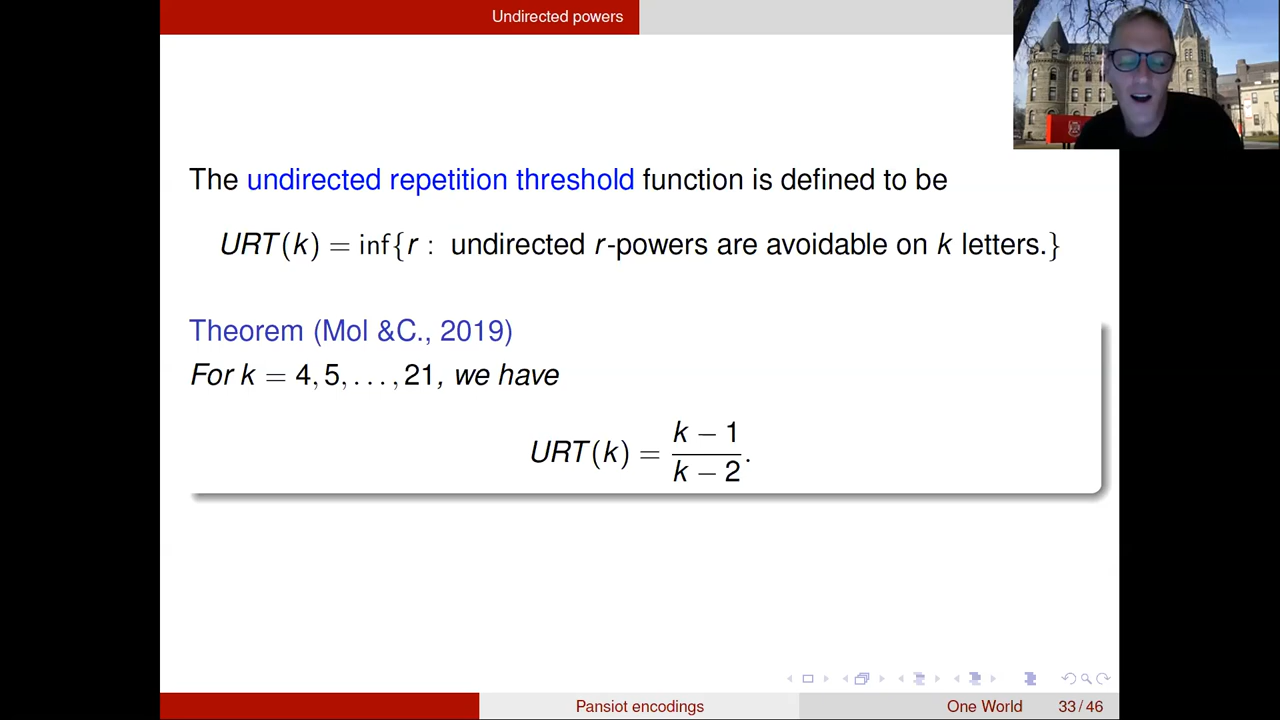 Undirected powers
The undirected repetition threshold function is defined to be
URT(k) = inf{r : undirected r-powers are avoidable on k letters.}
Theorem (Mol &C., 2019)
For k = 4, 5, . . . , 21, we have
URT(k) = \frac{k − 1}{k − 2}.
Pansiot encodings
One World
33 / 46